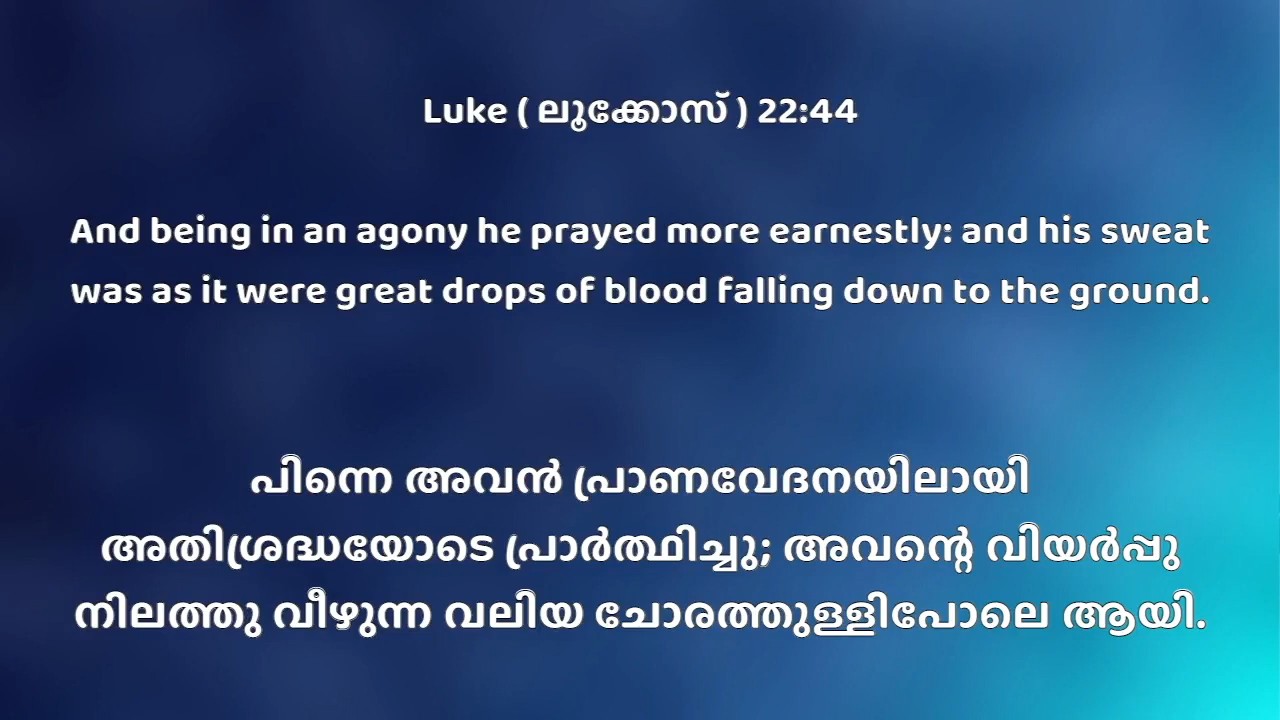 Luke ( ലൂക്കോസ് ) 22:44
And being in an agony he prayed more earnestly: and his sweat
was as it were great drops of blood falling down to the ground.
പിന്നെ അവൻ പ്രാണവേദനയിലായി
അതിശ്രദ്ധയോടെ പ്രാർത്ഥിച്ചു; അവന്റെ വിയർപ്പു
നിലത്തു വീഴുന്ന വലിയ ചോരത്തുള്ളിപോലെ ആയി.